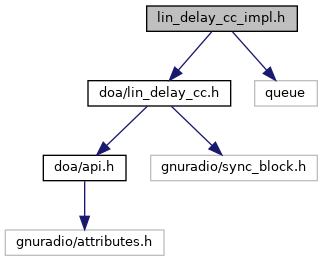 lin_delay_cc_impl.h
doa/lin_delay_cc.h
queue
doa/api.h
gnuradio/sync_block.h
gnuradio/attributes.h